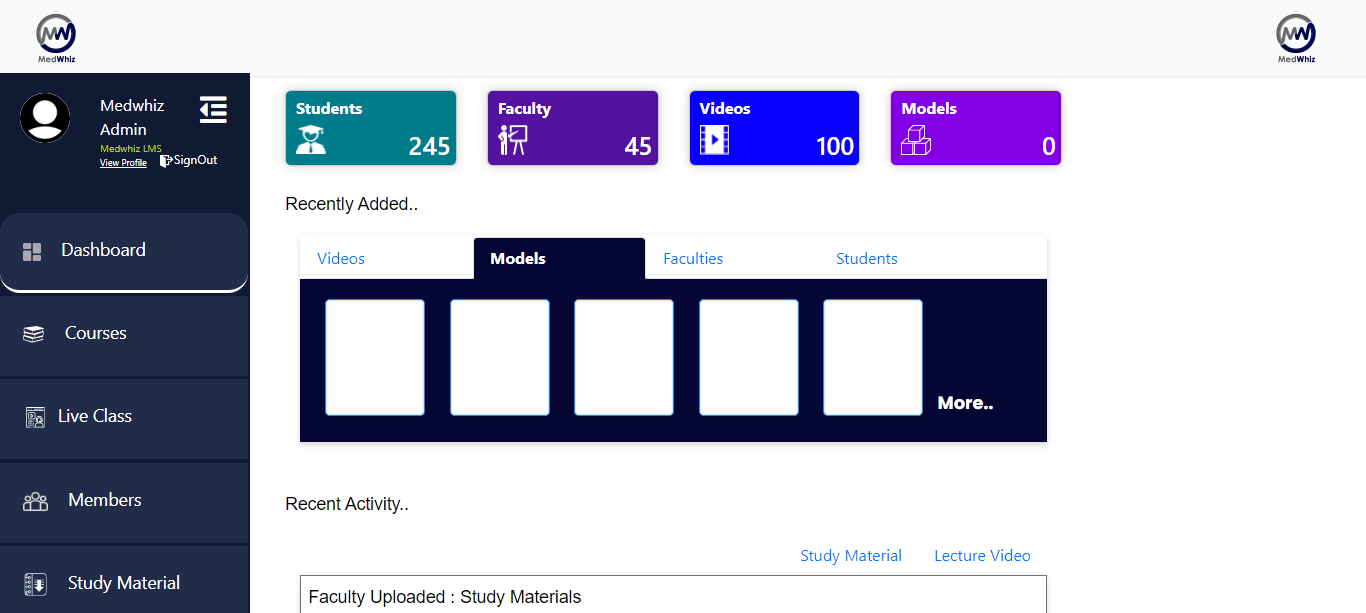 MedWhiz
MedWhiz
Medwhiz
Admin
Medwhiz LMS
View Profile
SignOut
Dashboard
Courses
Live Class
Members
Study Material
Students
245
Faculty
45
Videos
100
Models
0
Recently Added..
Videos
Models
Faculties
Students
More..
Recent Activity..
Study Material
Lecture Video
Faculty Uploaded : Study Materials